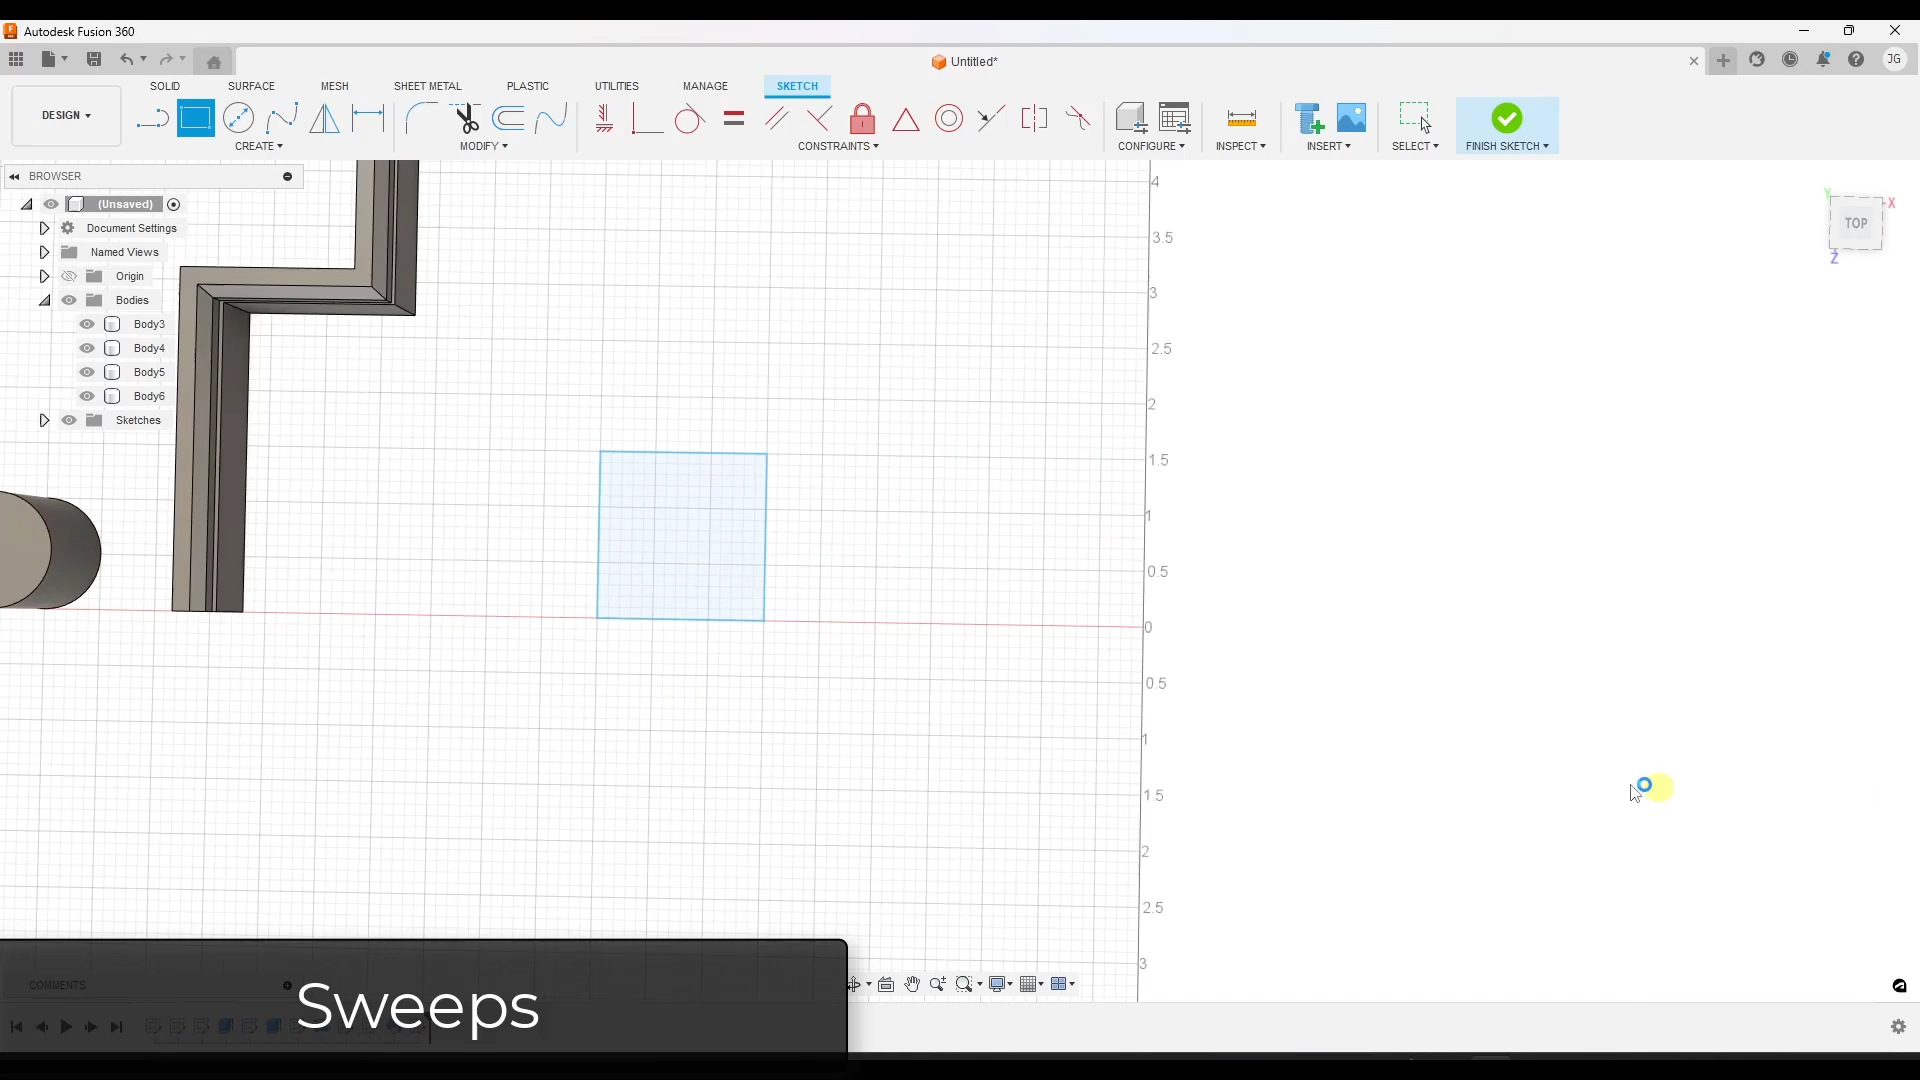 Autodesk Fusion 360
Untitled*
JG
SOLID
SURFACE
MESH
SHEET METAL
PLASTIC
UTILITIES
MANAGE
SKETCH
DESIGN
CREATE
MODIFY
CONSTRAINTS
CONFIGURE
INSPECT
INSERT
SELECT
FINISH SKETCH
BROWSER
(Unsaved)
Document Settings
Named Views
Origin
Bodies
Body3
Body4
Body5
Body6
Sketches
4
3.5
3
2.5
2
1.5
1
0.5
0
0.5
1
1.5
2
2.5
3
Y
X
TOP
Z
COMMENTS
Sweeps